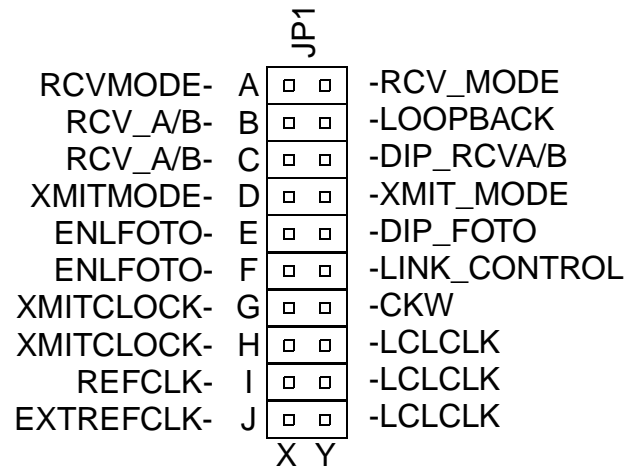 JP1
RCVMODE- A -RCV_MODE
RCV_A/B- B -LOOPBACK
RCV_A/B- C -DIP_RCVA/B
XMITMODE- D -XMIT_MODE
ENLFOTO- E -DIP_FOTO
ENLFOTO- F -LINK_CONTROL
XMITCLOCK- G -CKW
XMITCLOCK- H -LCLCLK
REFCLK- I -LCLCLK
EXTREFCLK- J -LCLCLK
X Y